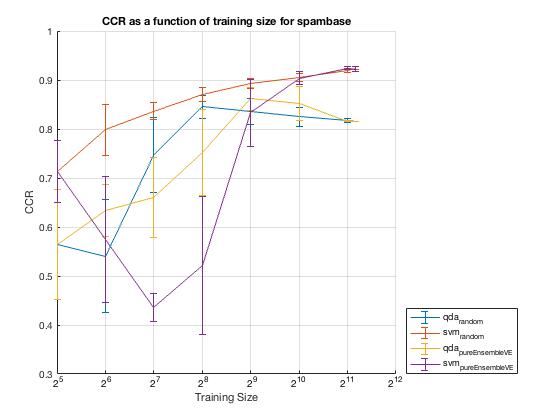 CCR as a function of training size for spambase
1
0.9
0.8
0.7
0.6
0.5
0.4
0.3
CCR
2^5 2^6 2^7 2^8 2^9 2^10 2^11 2^12
Training Size
qda_random
svm_random
qda_pureEnsembleVE
svm_pureEnsembleVE